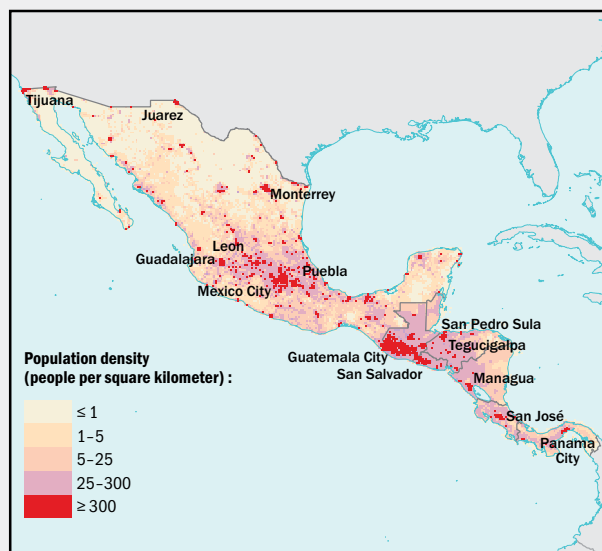 Tijuana
Juarez
Monterrey
Leon
Guadalajara
Puebla
Mexico City
San Pedro Sula
Tegucigalpa
Guatemala City
San Salvador
Managua
San José
Panama
City
Population density
(people per square kilometer) :
≤ 1
1–5
5–25
25–300
≥ 300